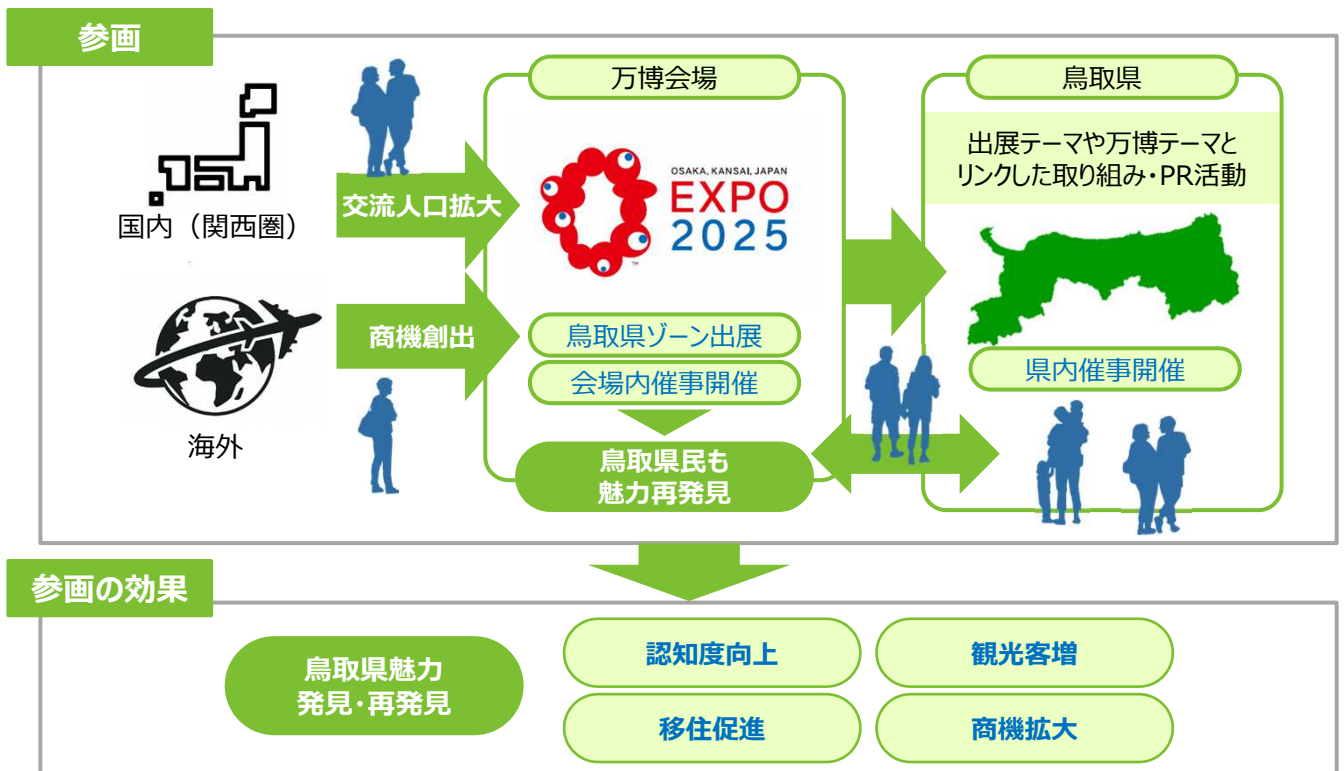 参画
国内（関西圏）
海外
交流人口拡大
商機創出
万博会場
OSAKA, KANSAI, JAPAN
EXPO
2025
TM
鳥取県ゾーン出展
会場内催事開催
鳥取県民も
魅力再発見
鳥取県
出展テーマや万博テーマと
リンクした取り組み・PR活動
県内催事開催
参画の効果
鳥取県魅力
発見・再発見
認知度向上
観光客増
移住促進
商機拡大